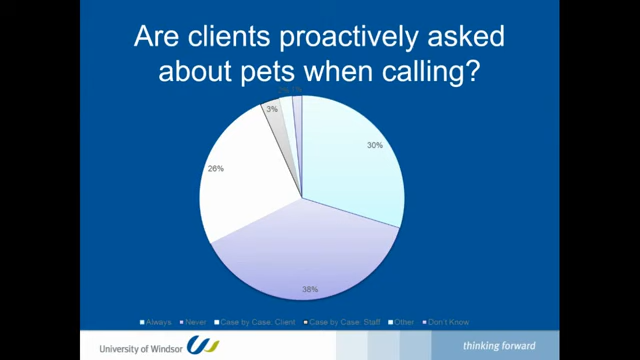 Are clients proactively asked
about pets when calling?
3%
30%
26%
38%
Always Never Case by Case: Client Case by Case: Staff Other Don't Know
University of Windsor thinking forward